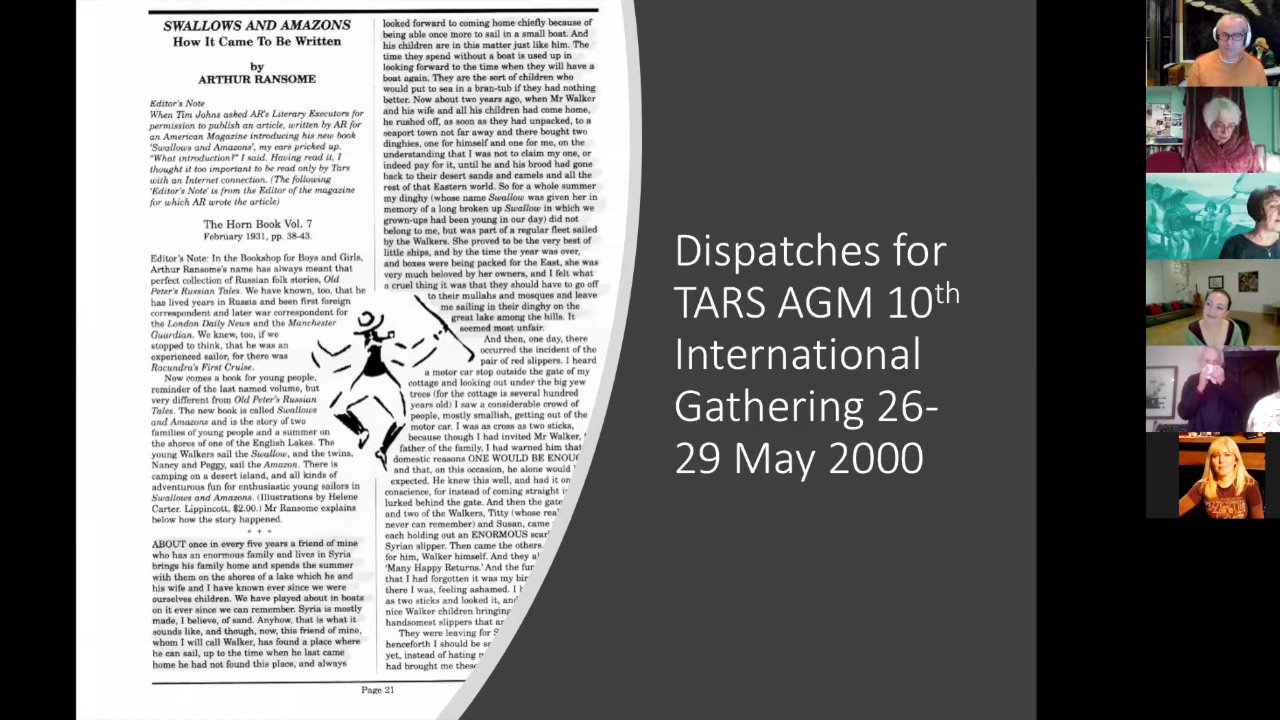 SWALLOWS AND AMAZONS
How It Came To Be Written
by
ARTHUR RANSOME
Editor's Note
When Tim Johns asked AR's Literary Executors for
permission to publish an article, written by AR for
an American Magazine introducing his new book
'Swallows and Amazons', my ears pricked up.
"What introduction?" I said. Having read it, I
thought it too important to be read only by Tars
with an Internet connection. (The following
'Editor's Note' is from the Editor of the magazine
for which AR wrote the article)
The Horn Book Vol. 7
February 1931, pp. 38-43.
Editor's Note: In the Bookshop for Boys and Girls,
Arthur Ransome's name has always meant that
perfect collection of Russian folk stories, Old
Peter's Russian Tales. We have known, too, that he
has lived years in Russia and been first foreign
correspondent and later war correspondent for
the London Daily News and the Manchester
Guardian. We knew, too, if we
stopped to think, that he was an
experienced sailor, for there was
Racundra's First Cruise.
Now comes a book for young people,
reminder of the last named volume, but
very different from Old Peter's Russian
Tales. The new book is called Swallows
and Amazons and is the story of two
families of young people and a summer on
the shores of one of the English Lakes. The
young Walkers sail the Swallow, and the twins,
Nancy and Peggy, sail the Amazon. There is
camping on a desert island, and all kinds of
adventurous fun for enthusiastic young sailors in
Swallows and Amazons. (Illustrations by Helene
Carter. Lippincott, $2.00.) Mr Ransome explains
below how the story happened.
* * *
ABOUT once in every five years a friend of mine
who has an enormous family and lives in Syria
brings his family home and spends the summer
with them on the shores of a lake which he and
his wife and I have known ever since we were
ourselves children. We have played about in boats
on it ever since we can remember. Syria is mostly
made, I believe, of sand. Anyhow, that is what it
sounds like, and though, now, this friend of mine,
whom I will call Walker, has found a place where
he can sail, up to the time when he last came
home he had not found this place, and always
looked forward to coming home chiefly because of
being able once more to sail in a small boat. And
his children are in this matter just like him. The
time they spend without a boat is used up in
looking forward to the time when they will have a
boat again. They are the sort of children who
would put to sea in a bran-tub if they had nothing
better. Now about two years ago, when Mr Walker
and his wife and all his children had come home,
he rushed off, as soon as they had unpacked, to a
seaport town not far away and there bought two
dinghies, one for himself and one for me, on the
understanding that I was not to claim my one, or
indeed pay for it, until he and his brood had gone
back to their desert sands and camels and all the
rest of that Eastern world. So for a whole summer
my dinghy (whose name Swallow was given her in
memory of a long broken up Swallow in which we
grown-ups had been young in our day) did not
belong to me, but was part of a regular fleet sailed
by the Walkers. She proved to be the very best of
little ships, and by the time the year was over,
and boxes were being packed for the East, she was
very much beloved by her owners, and I felt what
a cruel thing it was that they should have to go off
to their mullahs and mosques and leave
me sailing in their dinghy on the
great lake among the hills. It
seemed most unfair.
And then, one day, there
occurred the incident of the
pair of red slippers. I heard
a motor car stop outside the gate of my
cottage and looking out under the big yew
trees (for the cottage is several hundred
years old) I saw a considerable crowd of
people, mostly smallish, getting out of the
motor car. I was as cross as two sticks,
because though I had invited Mr Walker,
father of the family, I had warned him that
domestic reasons ONE WOULD BE ENOU
and that, on this occasion, he alone would
expected. He knew this well, and had it on
conscience, for instead of coming straight i
lurked behind the gate. And then the gate
and two of the Walkers, Titty (whose rea
never can remember) and Susan, came
each holding out an ENORMOUS scar
Syrian slipper. Then came the others.
for him, Walker himself. And they a
'Many Happy Returns.' And the fur
that I had forgotten it was my bir
there I was, feeling ashamed. I
as two sticks and looked it, and
nice Walker children bringing
handsomest slippers that
They were leaving for S
henceforth I should be
yet, instead of hating
had brought me these
Page 21
Dispatches for
TARS AGM 10th
International
Gathering 26-
29 May 2000